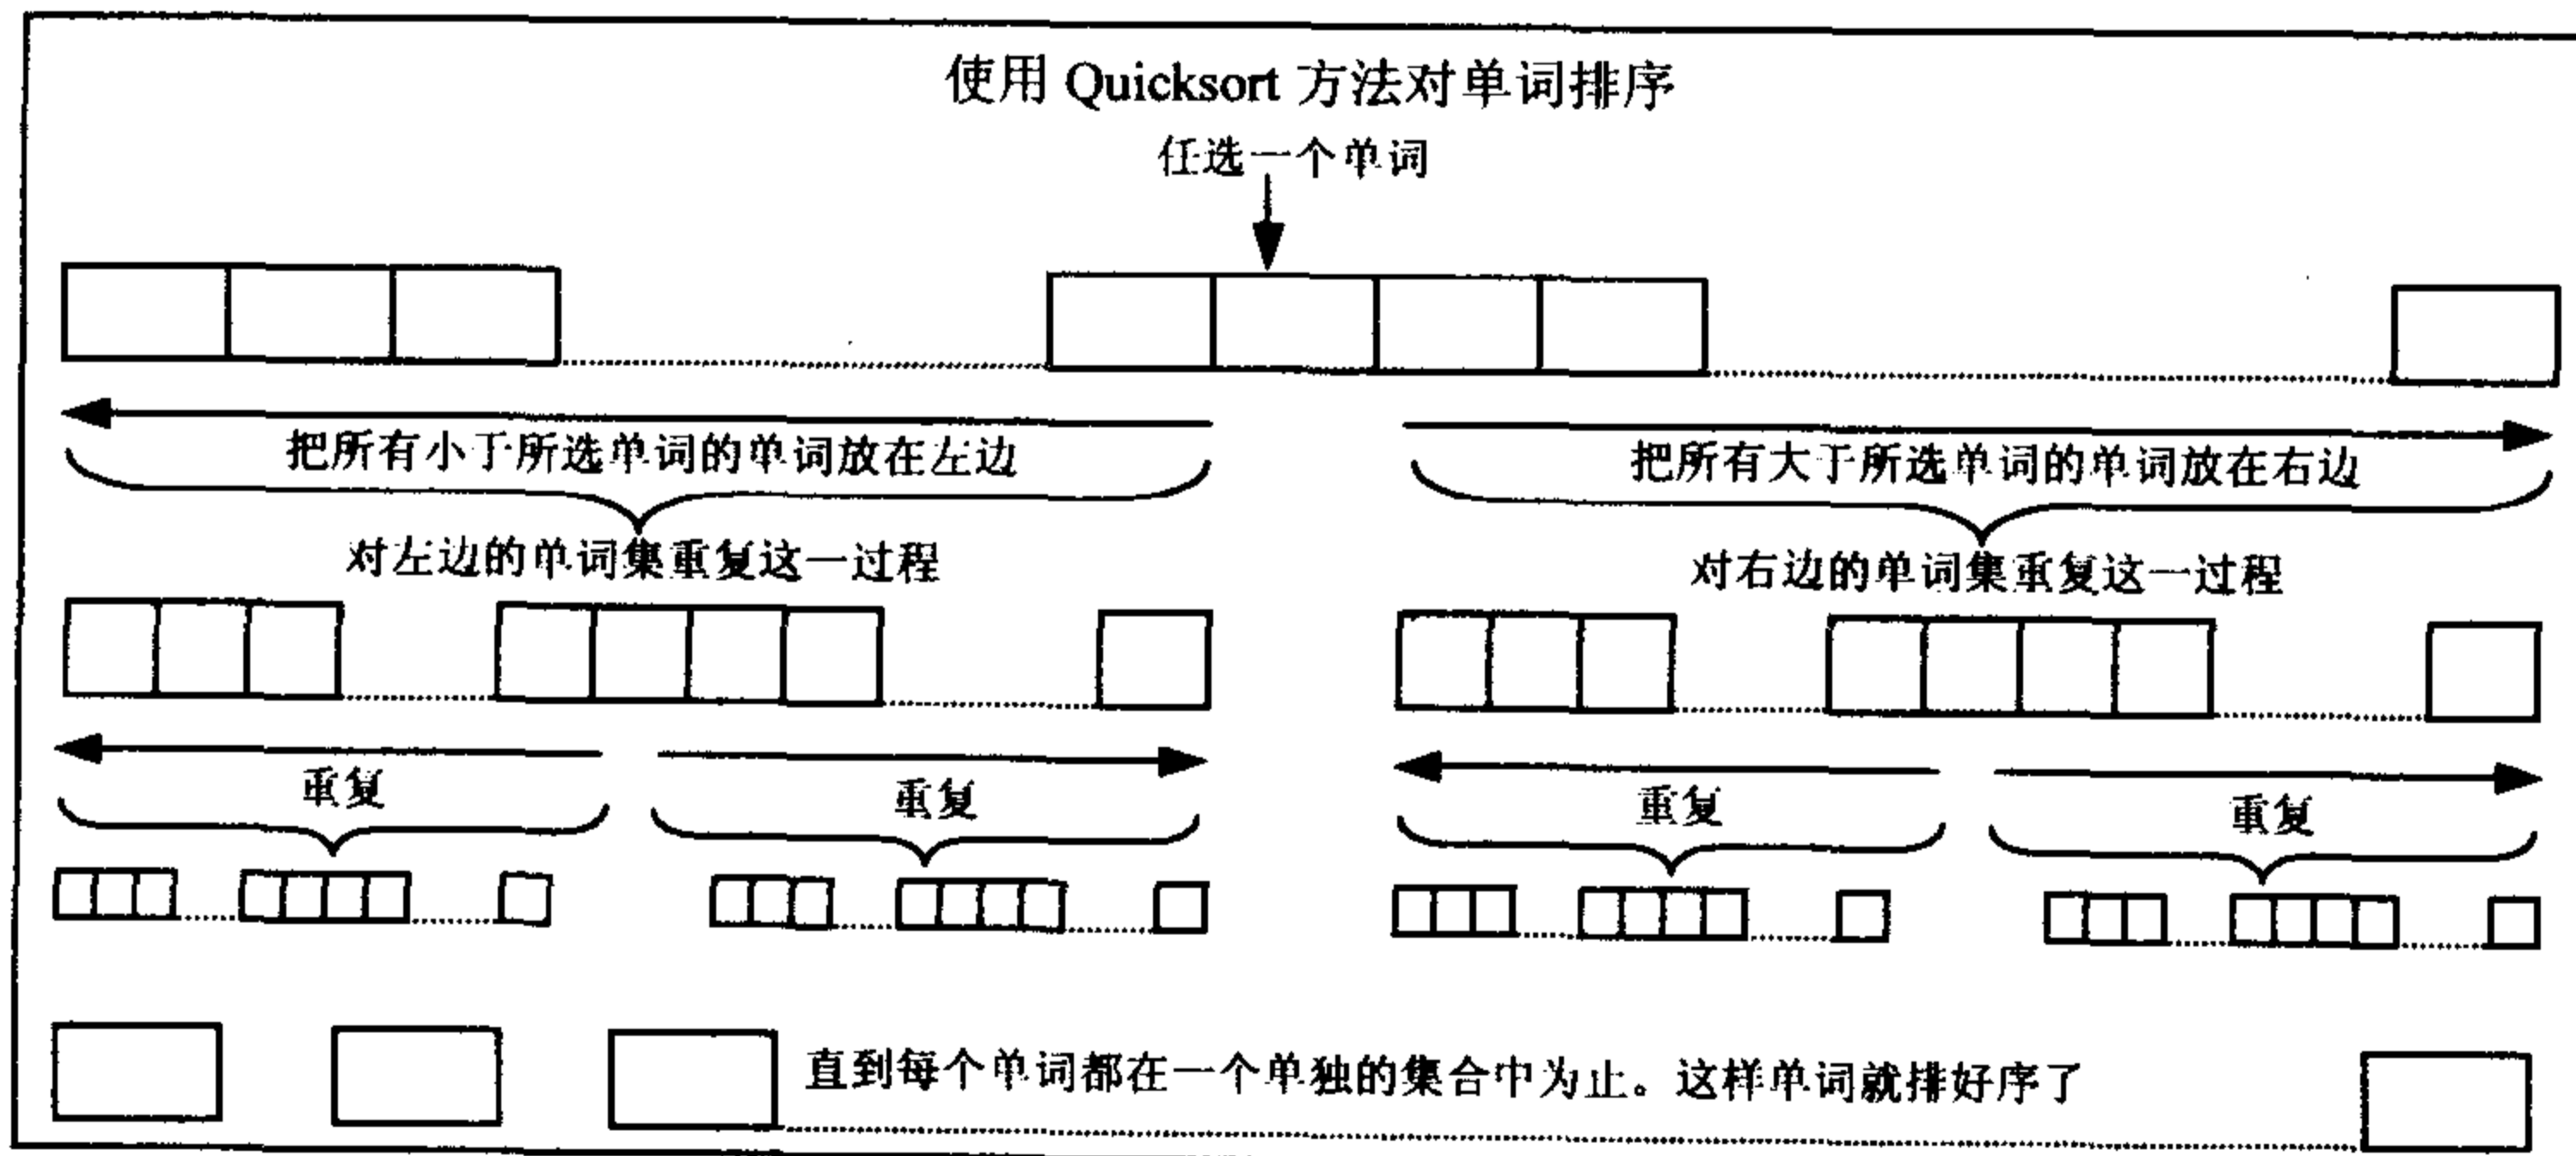 使用 Quicksort 方法对单词排序
任选一个单词
把所有小于所选单词的单词放在左边
把所有大于所选单词的单词放在右边
对左边的单词集重复这一过程
对右边的单词集重复这一过程
重复
重复
重复
重复
直到每个单词都在一个单独的集合中为止。这样单词就排好序了